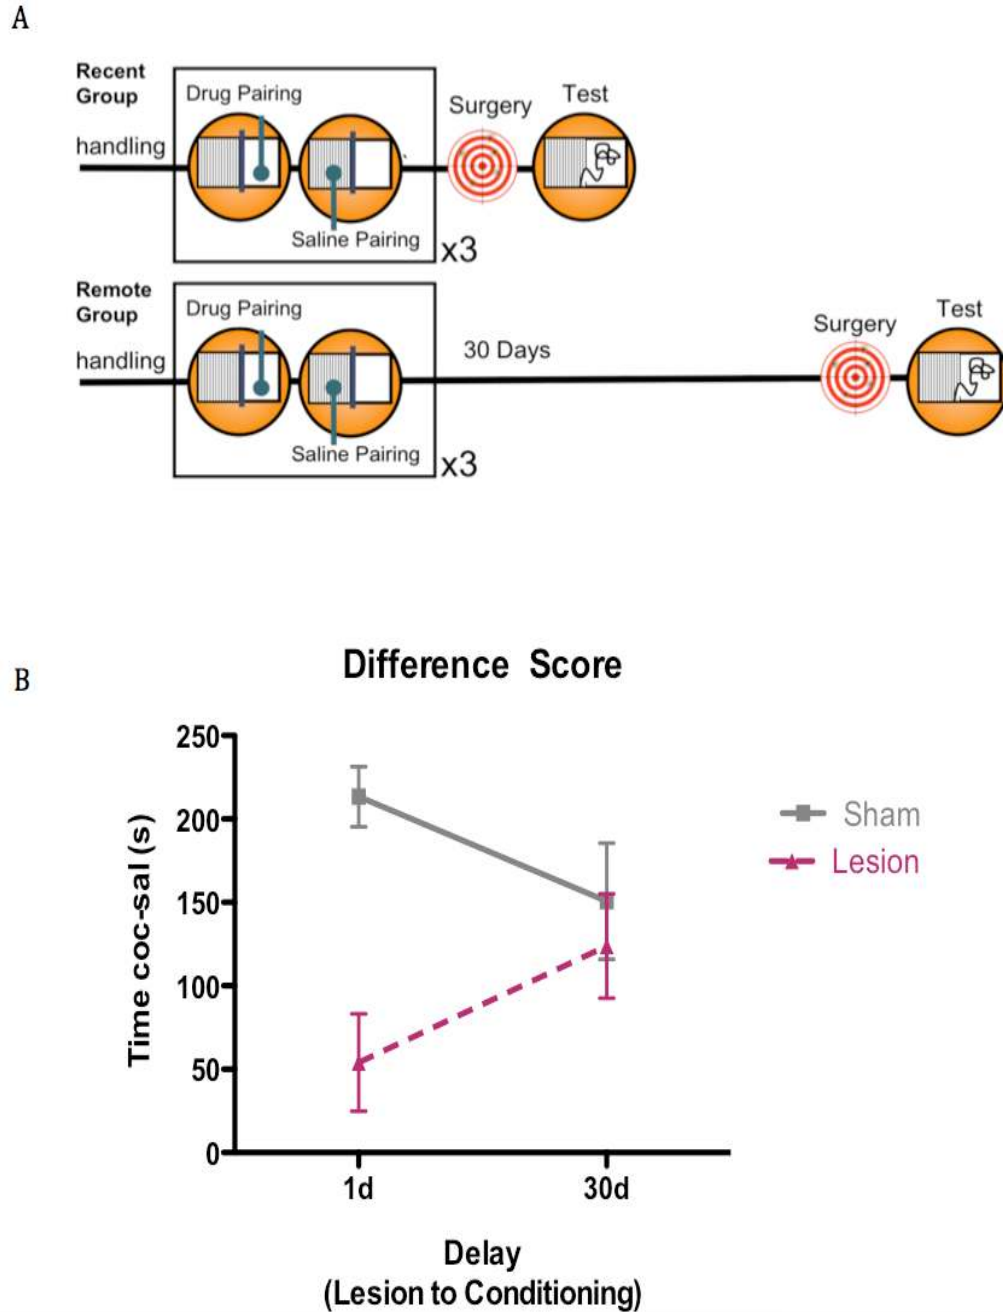 A
Recent
Group
Drug Pairing
Surgery
Test
handling
Saline Pairing
x3
Remote
Group
Drug Pairing
Surgery
Test
handling
30 Days
Saline Pairing
x3
B
Difference Score
Time coc-sal (s)
250
200
150
100
50
0
1d
30d
Sham
Lesion
Delay
(Lesion to Conditioning)